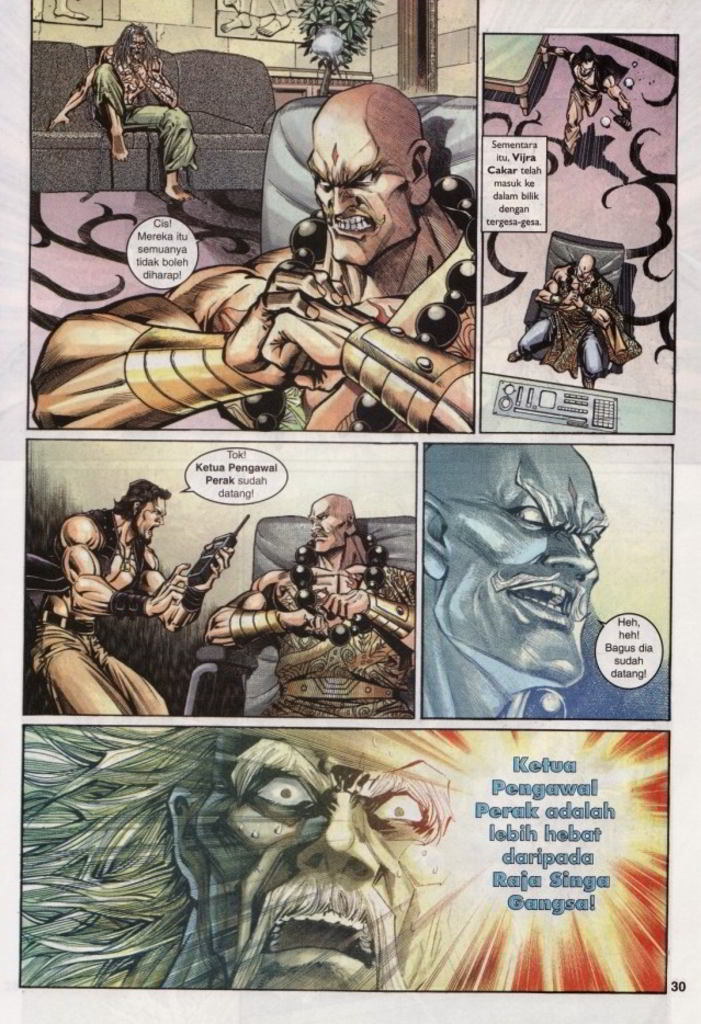 Cis!
Mereka itu
semuanya
tidak boleh
diharap!
Sementara
itu, Vijra
Cakar telah
masuk ke
dalam bilik
dengan
tergesa-gesa.
Tok!
Ketua Pengawal
Perak sudah
datang!
Heh,
heh!
Bagus dia
sudah
datang!
Ketua
Pengawal
Perak adalah
lebih hebat
daripada
Raja Singa
Gangsa!
30